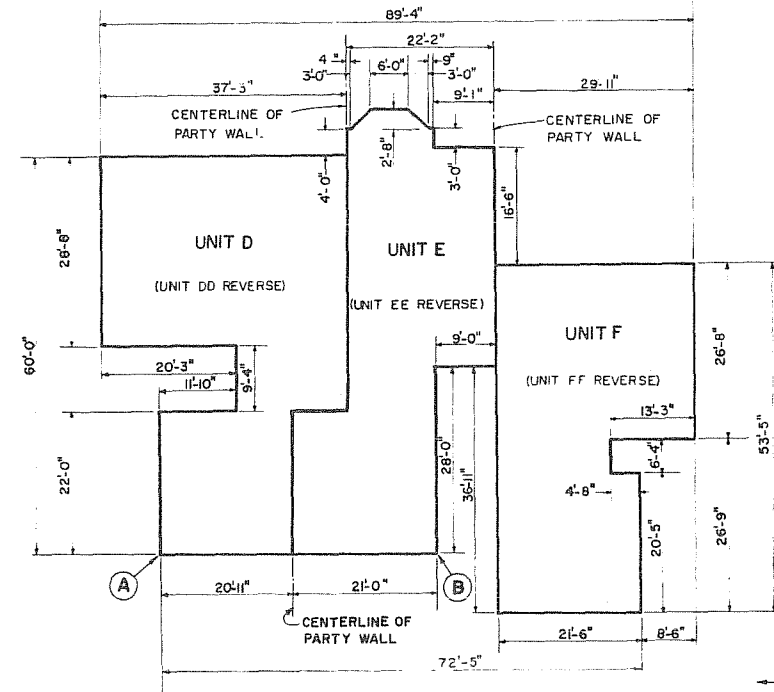 89'-4"
22'-2"
4 "
6'-0"
9"
3'-0"
3'-0"
37'-3"
9'-1"
29'-11"
CENTERLINE OF
PARTY WALL
CENTERLINE OF
PARTY WALL
2'-8"
3'-0"
4'-0"
16'-6"
28'-8"
UNIT D
UNIT E
(UNIT DD REVERSE)
(UNIT EE REVERSE)
UNIT F
(UNIT FF REVERSE)
26'-8"
60'-0"
9'-0"
20'-3"
11'-10"
9'-4"
13'-3"
6'-4"
53'-5"
4'-8"
22'-0"
28'-0"
36'-11"
20'-5"
26'-9"
A
B
20'-11"
21'-0"
CENTERLINE OF
PARTY WALL
21'-6"
8'-6"
72'-5"